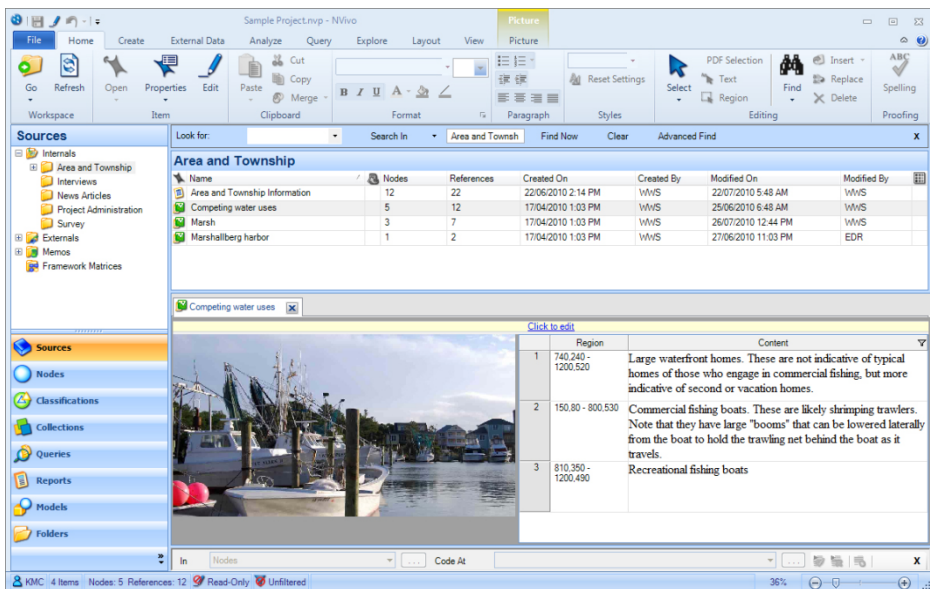 Sample Project.nvp - NVivo
Picture
File Home Create External Data Analyze Query Explore Layout View Picture
Go
Refresh
Workspace
Open
Properties
Edit
Item
Paste
Cut
Copy
Merge
Clipboard
B I U A
Format
Paragraph
Reset Settings
Styles
Select
PDF Selection
Text
Region
Find
Insert
Replace
Delete
Editing
ABC
Spelling
Proofing
Sources
Internals
Area and Township
Interviews
News Articles
Project Administration
Survey
Externals
Memos
Framework Matrices
Sources
Nodes
Classifications
Collections
Queries
Reports
Models
Folders
Look for: Search In Area and Townsh Find Now Clear Advanced Find X
Area and Township
Name Nodes References Created On Created By Modified On Modified By
Area and Township Information 12 22 22/06/2010 2:14 PM WWS 22/07/2010 5:48 AM WWS
Competing water uses 5 12 17/04/2010 1:03 PM WWS 25/06/2010 6:48 AM WWS
Marsh 3 7 17/04/2010 1:03 PM WWS 26/07/2010 12:44 PM WWS
Marshallberg harbor 1 2 17/04/2010 1:03 PM WWS 27/06/2010 11:03 PM EDR
Competing water uses
Click to edit
Region Content
1 740,240 - 1200,520
Large waterfront homes. These are not indicative of typical
homes of those who engage in commercial fishing, but more
indicative of second or vacation homes.
2 150,80 - 800,530
Commercial fishing boats. These are likely shrimping trawlers.
Note that they have large "booms" that can be lowered laterally
from the boat to hold the trawling net behind the boat as it
travels.
3 810,350 - 1200,490
Recreational fishing boats
In Nodes ... Code At ... X
KMC 4 Items Nodes: 5 References: 12 Read-Only Unfiltered 36%